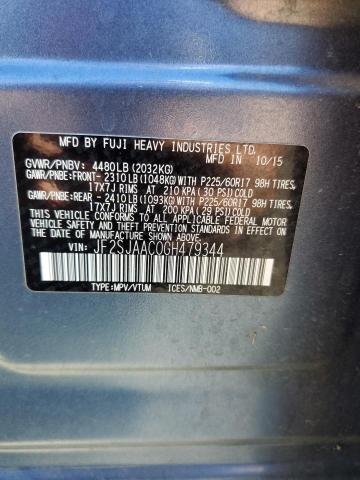 MFD BY FUJI HEAVY INDUSTRIES LTD. 10/15
GVWR/PNBV: 4480LB(2032KG)
GAWR/PNBE:FRONT- 2310LB(1048KG)WITH P225/60R17 98H TIRES,
17X7J RIMS AT 210 KPA(30 PSI)COLD
GAWR/PNBE:REAR - 2410LB(1093KG)WITH P225/60R17 98H TIRES,
17X7J RIMS AT 200 KPA(29 PSI)COLD
THIS VEHICLE CONFORMS TO ALL APPLICABLE FEDERAL MOTOR
VEHICLE SAFETY, BUMPER, AND THEFT PREVENTION STANDARDS IN
EFFECT ON THE DATE OF MANUFACTURE SHOWN ABOVE.
VIN: JF2SJAAC0GH479344
TYPE:MPV/VTUM ICES/NMB-002